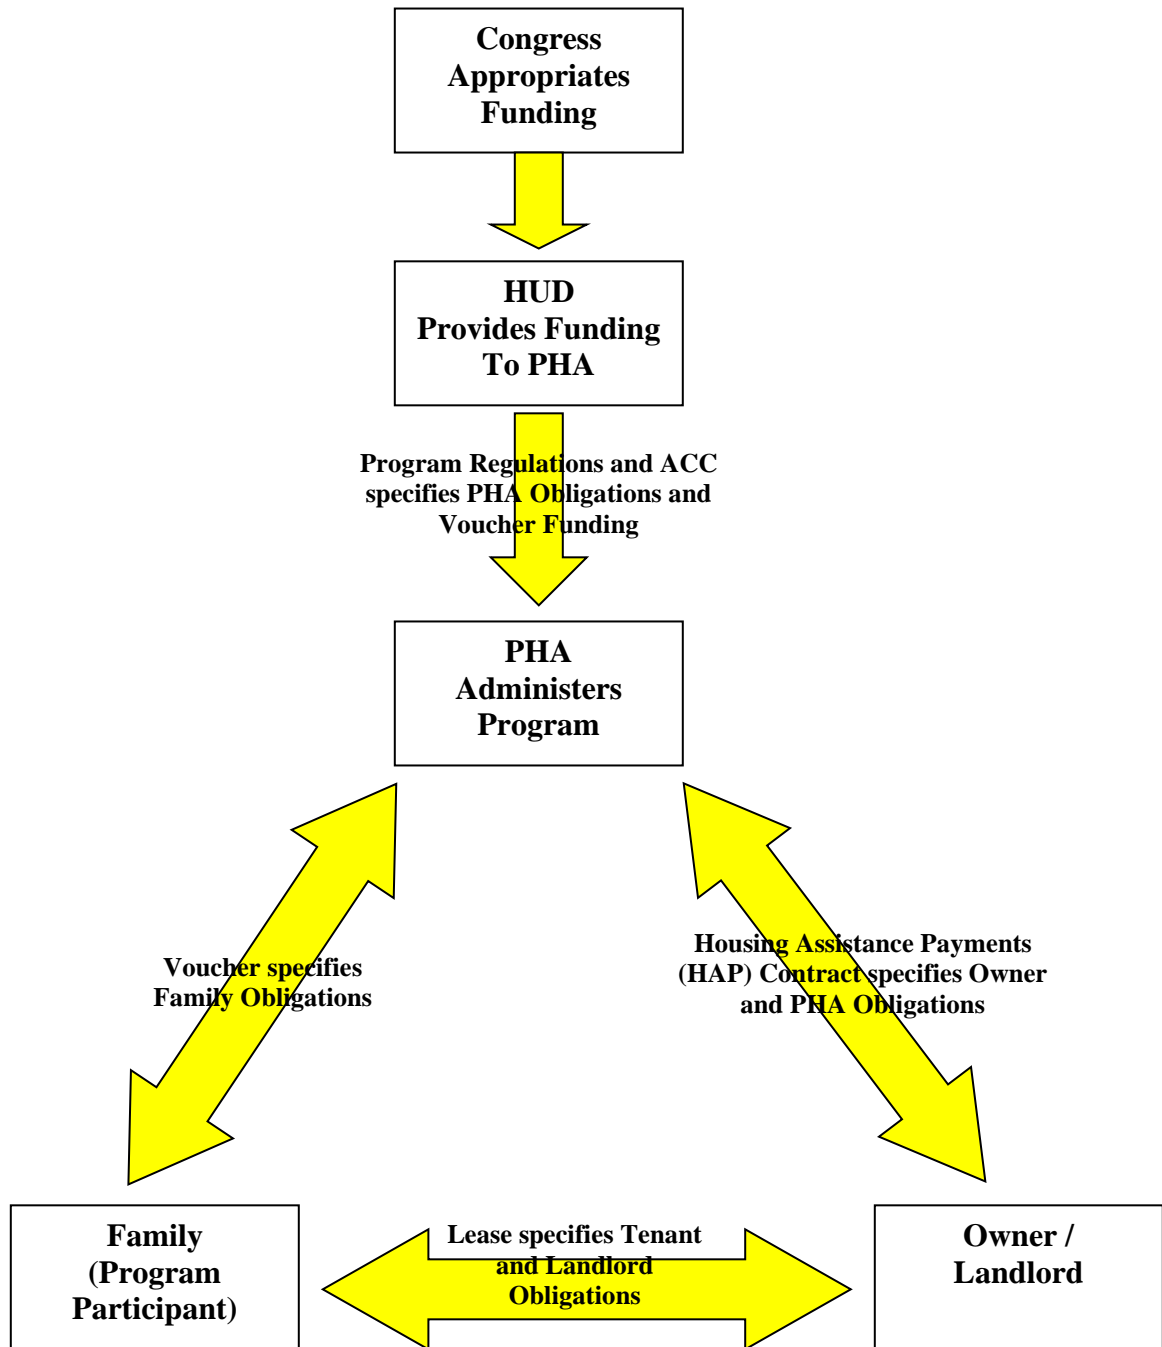 Congress
Appropriates
Funding
HUD
Provides Funding
To PHA
Program Regulations and ACC
specifies PHA Obligations and
Voucher Funding
PHA
Administers
Program
Voucher specifies
Family Obligations
Housing Assistance Payments
(HAP) Contract specifies Owner
and PHA Obligations
Family
(Program
Participant)
Lease specifies Tenant
and Landlord
Obligations
Owner /
Landlord